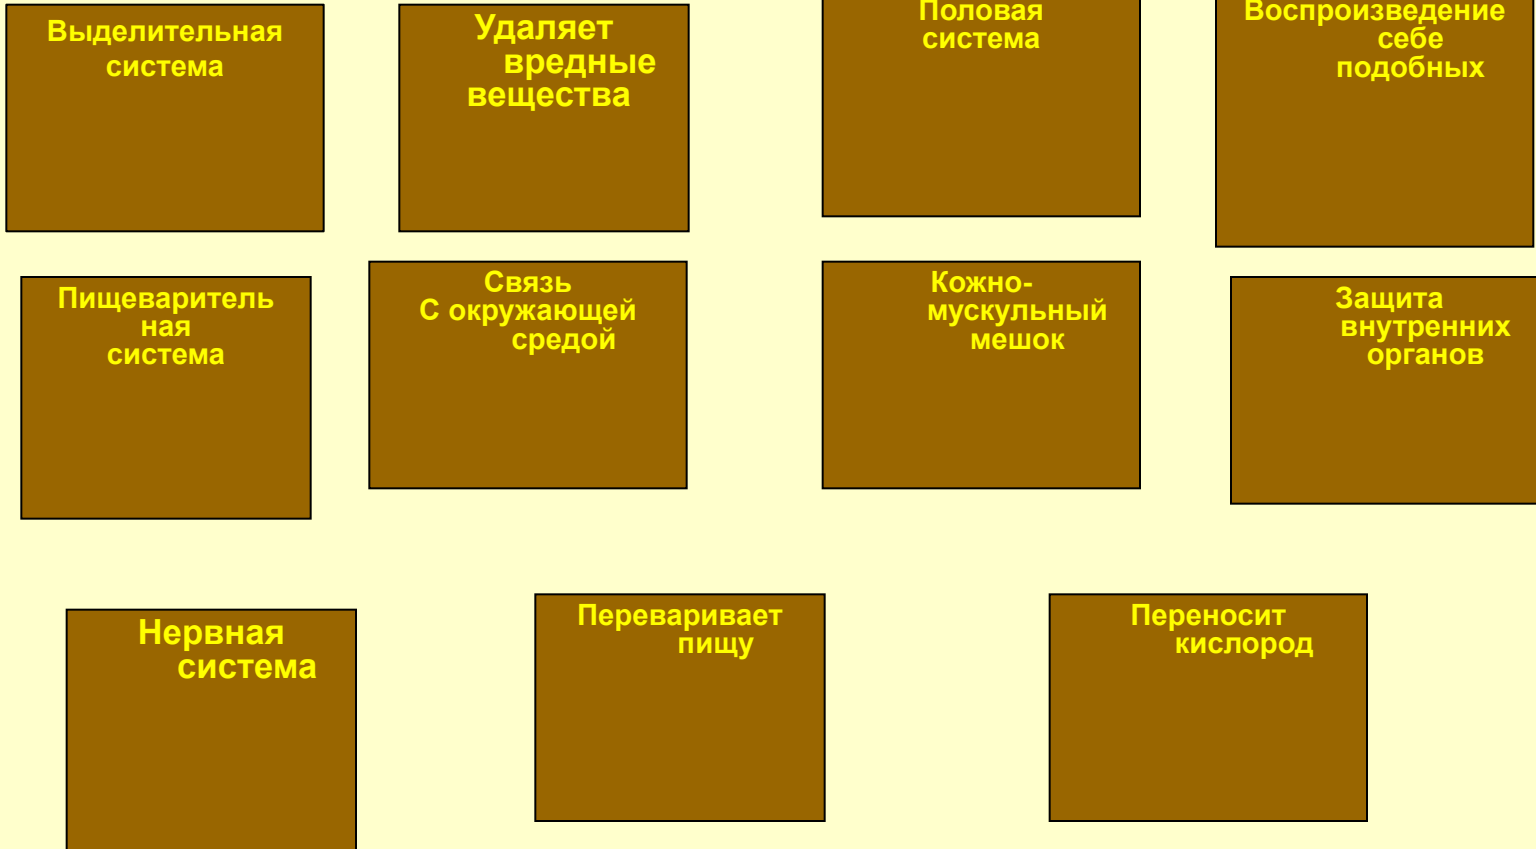 Выделительная
система
Удаляет
вредные
вещества
Половая
система
Воспроизведение
себе
подобных
Пищеваритель
ная
система
Связь
С окружающей
средой
Кожно-
мускульный
мешок
Защита
внутренних
органов
Нервная
система
Переваривает
пищу
Переносит
кислород